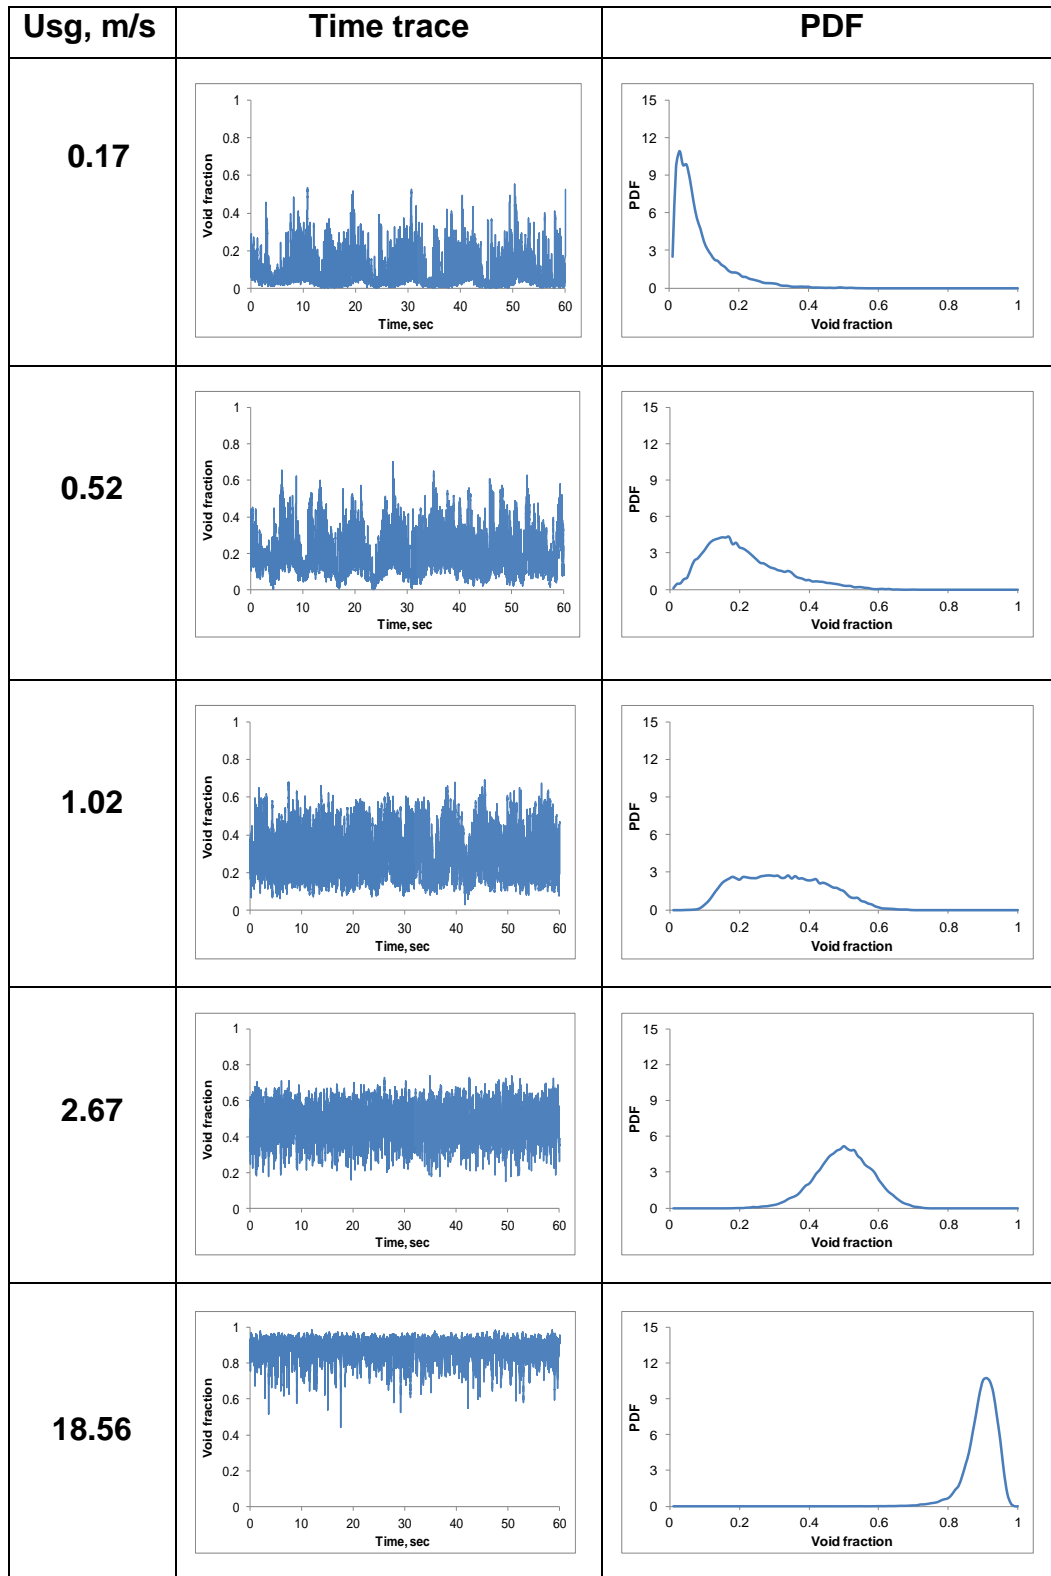 Usg, m/s Time trace PDF
0.17
1
0.8
0.6
0.4
0.2
0
Void fraction
0 10 20 30 40 50 60
Time, sec
15
12
9
6
3
0
PDF
0 0.2 0.4 0.6 0.8 1
Void fraction
0.52
1
0.8
0.6
0.4
0.2
0
Void fraction
0 10 20 30 40 50 60
Time, sec
15
12
9
6
3
0
PDF
0 0.2 0.4 0.6 0.8 1
Void fraction
1.02
1
0.8
0.6
0.4
0.2
0
Void fraction
0 10 20 30 40 50 60
Time, sec
15
12
9
6
3
0
PDF
0 0.2 0.4 0.6 0.8 1
Void fraction
2.67
1
0.8
0.6
0.4
0.2
0
Void fraction
0 10 20 30 40 50 60
Time, sec
15
12
9
6
3
0
PDF
0 0.2 0.4 0.6 0.8 1
Void fraction
18.56
1
0.8
0.6
0.4
0.2
0
Void fraction
0 10 20 30 40 50 60
Time, sec
15
12
9
6
3
0
PDF
0 0.2 0.4 0.6 0.8 1
Void fraction